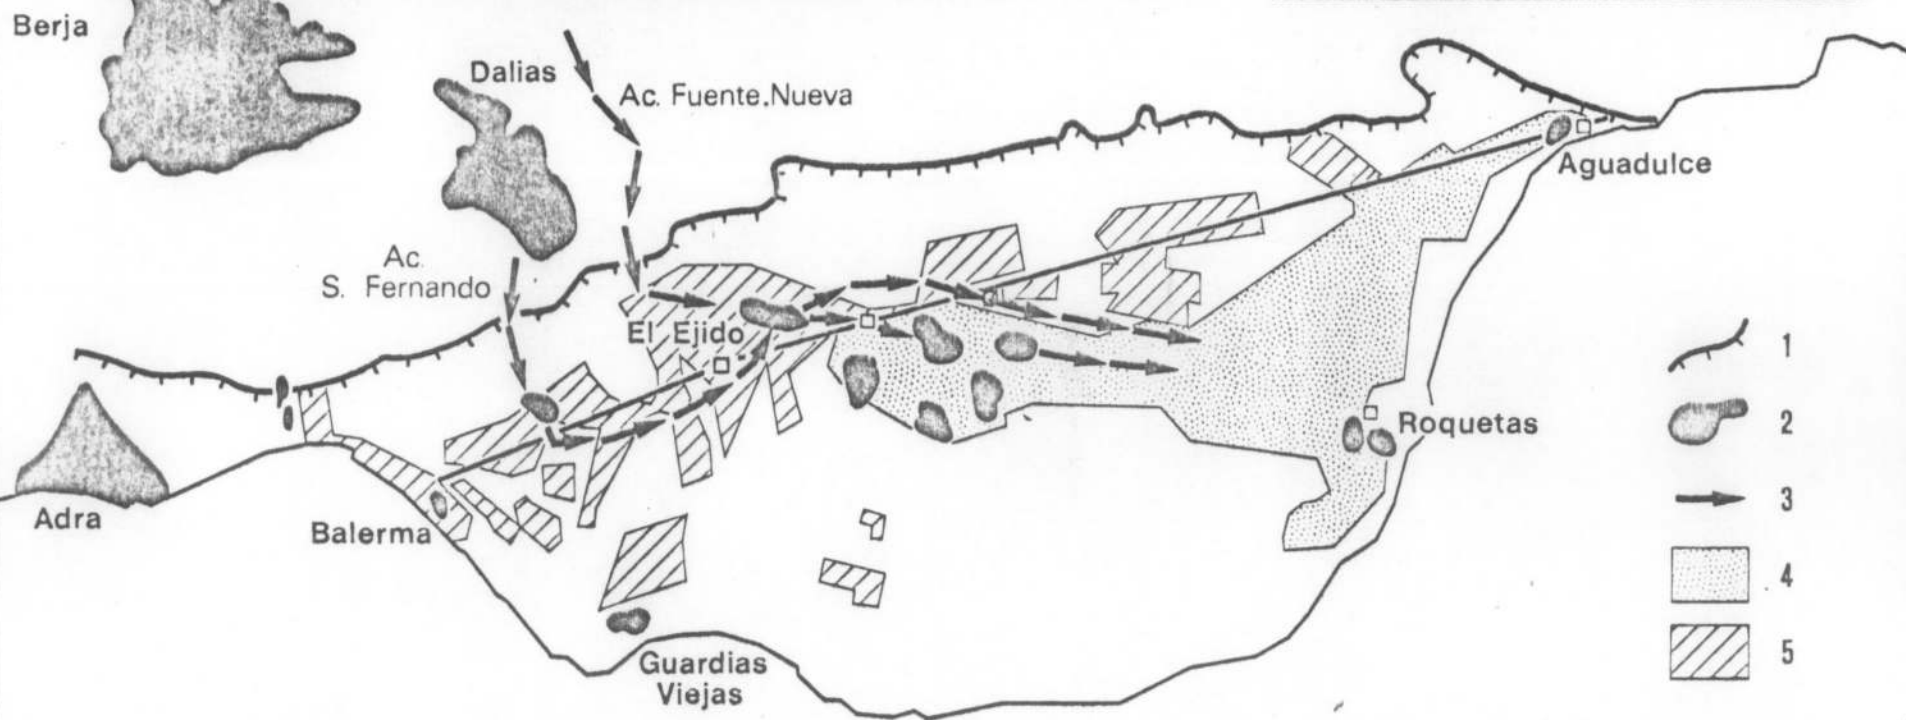 Berja
Dalias
Ac. Fuente.Nueva
Aguadulce
Ac.
S. Fernando
El Ejido
1
2
Roquetas
3
Adra
Balerma
4
5
Guardias
Viejas